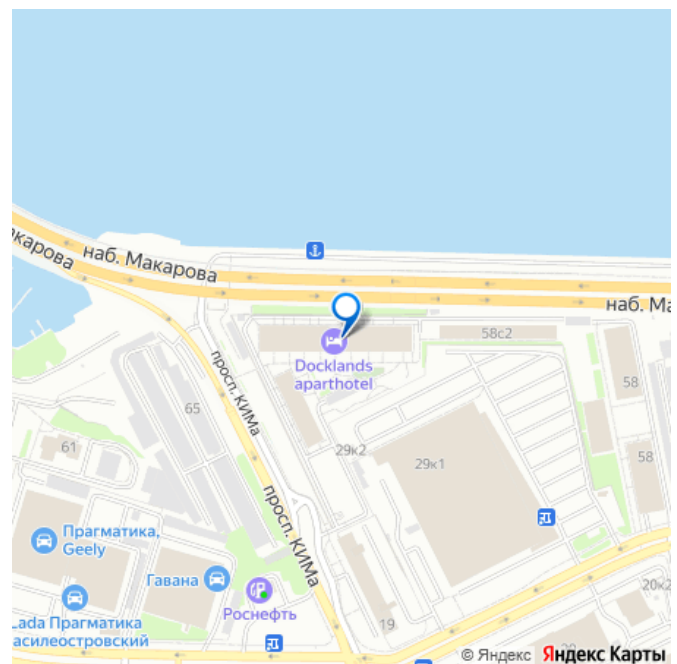 Макарова
наб. Макарова
наб. Ма
58с2
Docklands
aparthotel
просп. КИМа
65
58
29к2
61
29к1
58
просп. КИМа
Прагматика,
Geely
Гавана
Роснефть
20к2
Lada Прагматика
асилеостровский
19
20
© Яндекс Яндекс Карты